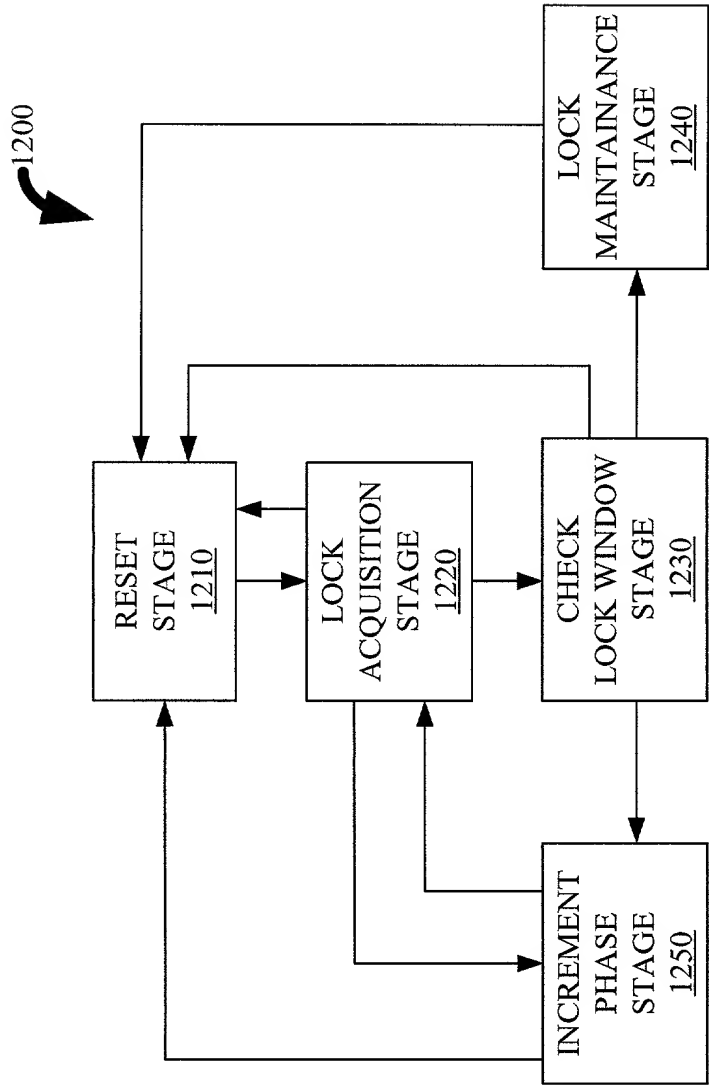 1200
RESET
STAGE
1210
LOCK
ACQUISITION
STAGE
1220
CHECK
LOCK WINDOW
STAGE
1230
LOCK
MAINTAINANCE
STAGE
1240
INCREMENT
PHASE
STAGE
1250